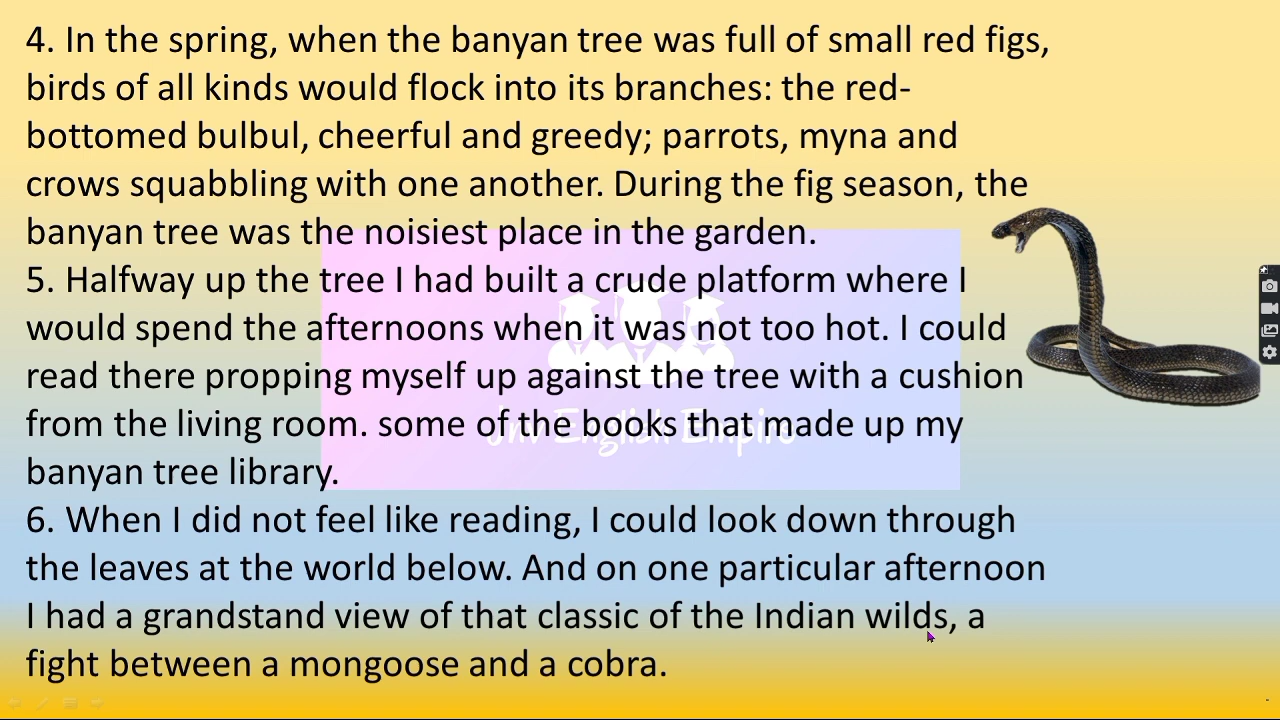 4. In the spring, when the banyan tree was full of small red figs,
birds of all kinds would flock into its branches: the red-
bottomed bulbul, cheerful and greedy; parrots, myna and
crows squabbling with one another. During the fig season, the
banyan tree was the noisiest place in the garden.
5. Halfway up the tree I had built a crude platform where I
would spend the afternoons when it was not too hot. I could
read there propping myself up against the tree with a cushion
from the living room. some of the books that made up my
Jnv English Empire
banyan tree library.
6. When I did not feel like reading, I could look down through
the leaves at the world below. And on one particular afternoon
I had a grandstand view of that classic of the Indian wilds, a
fight between a mongoose and a cobra.